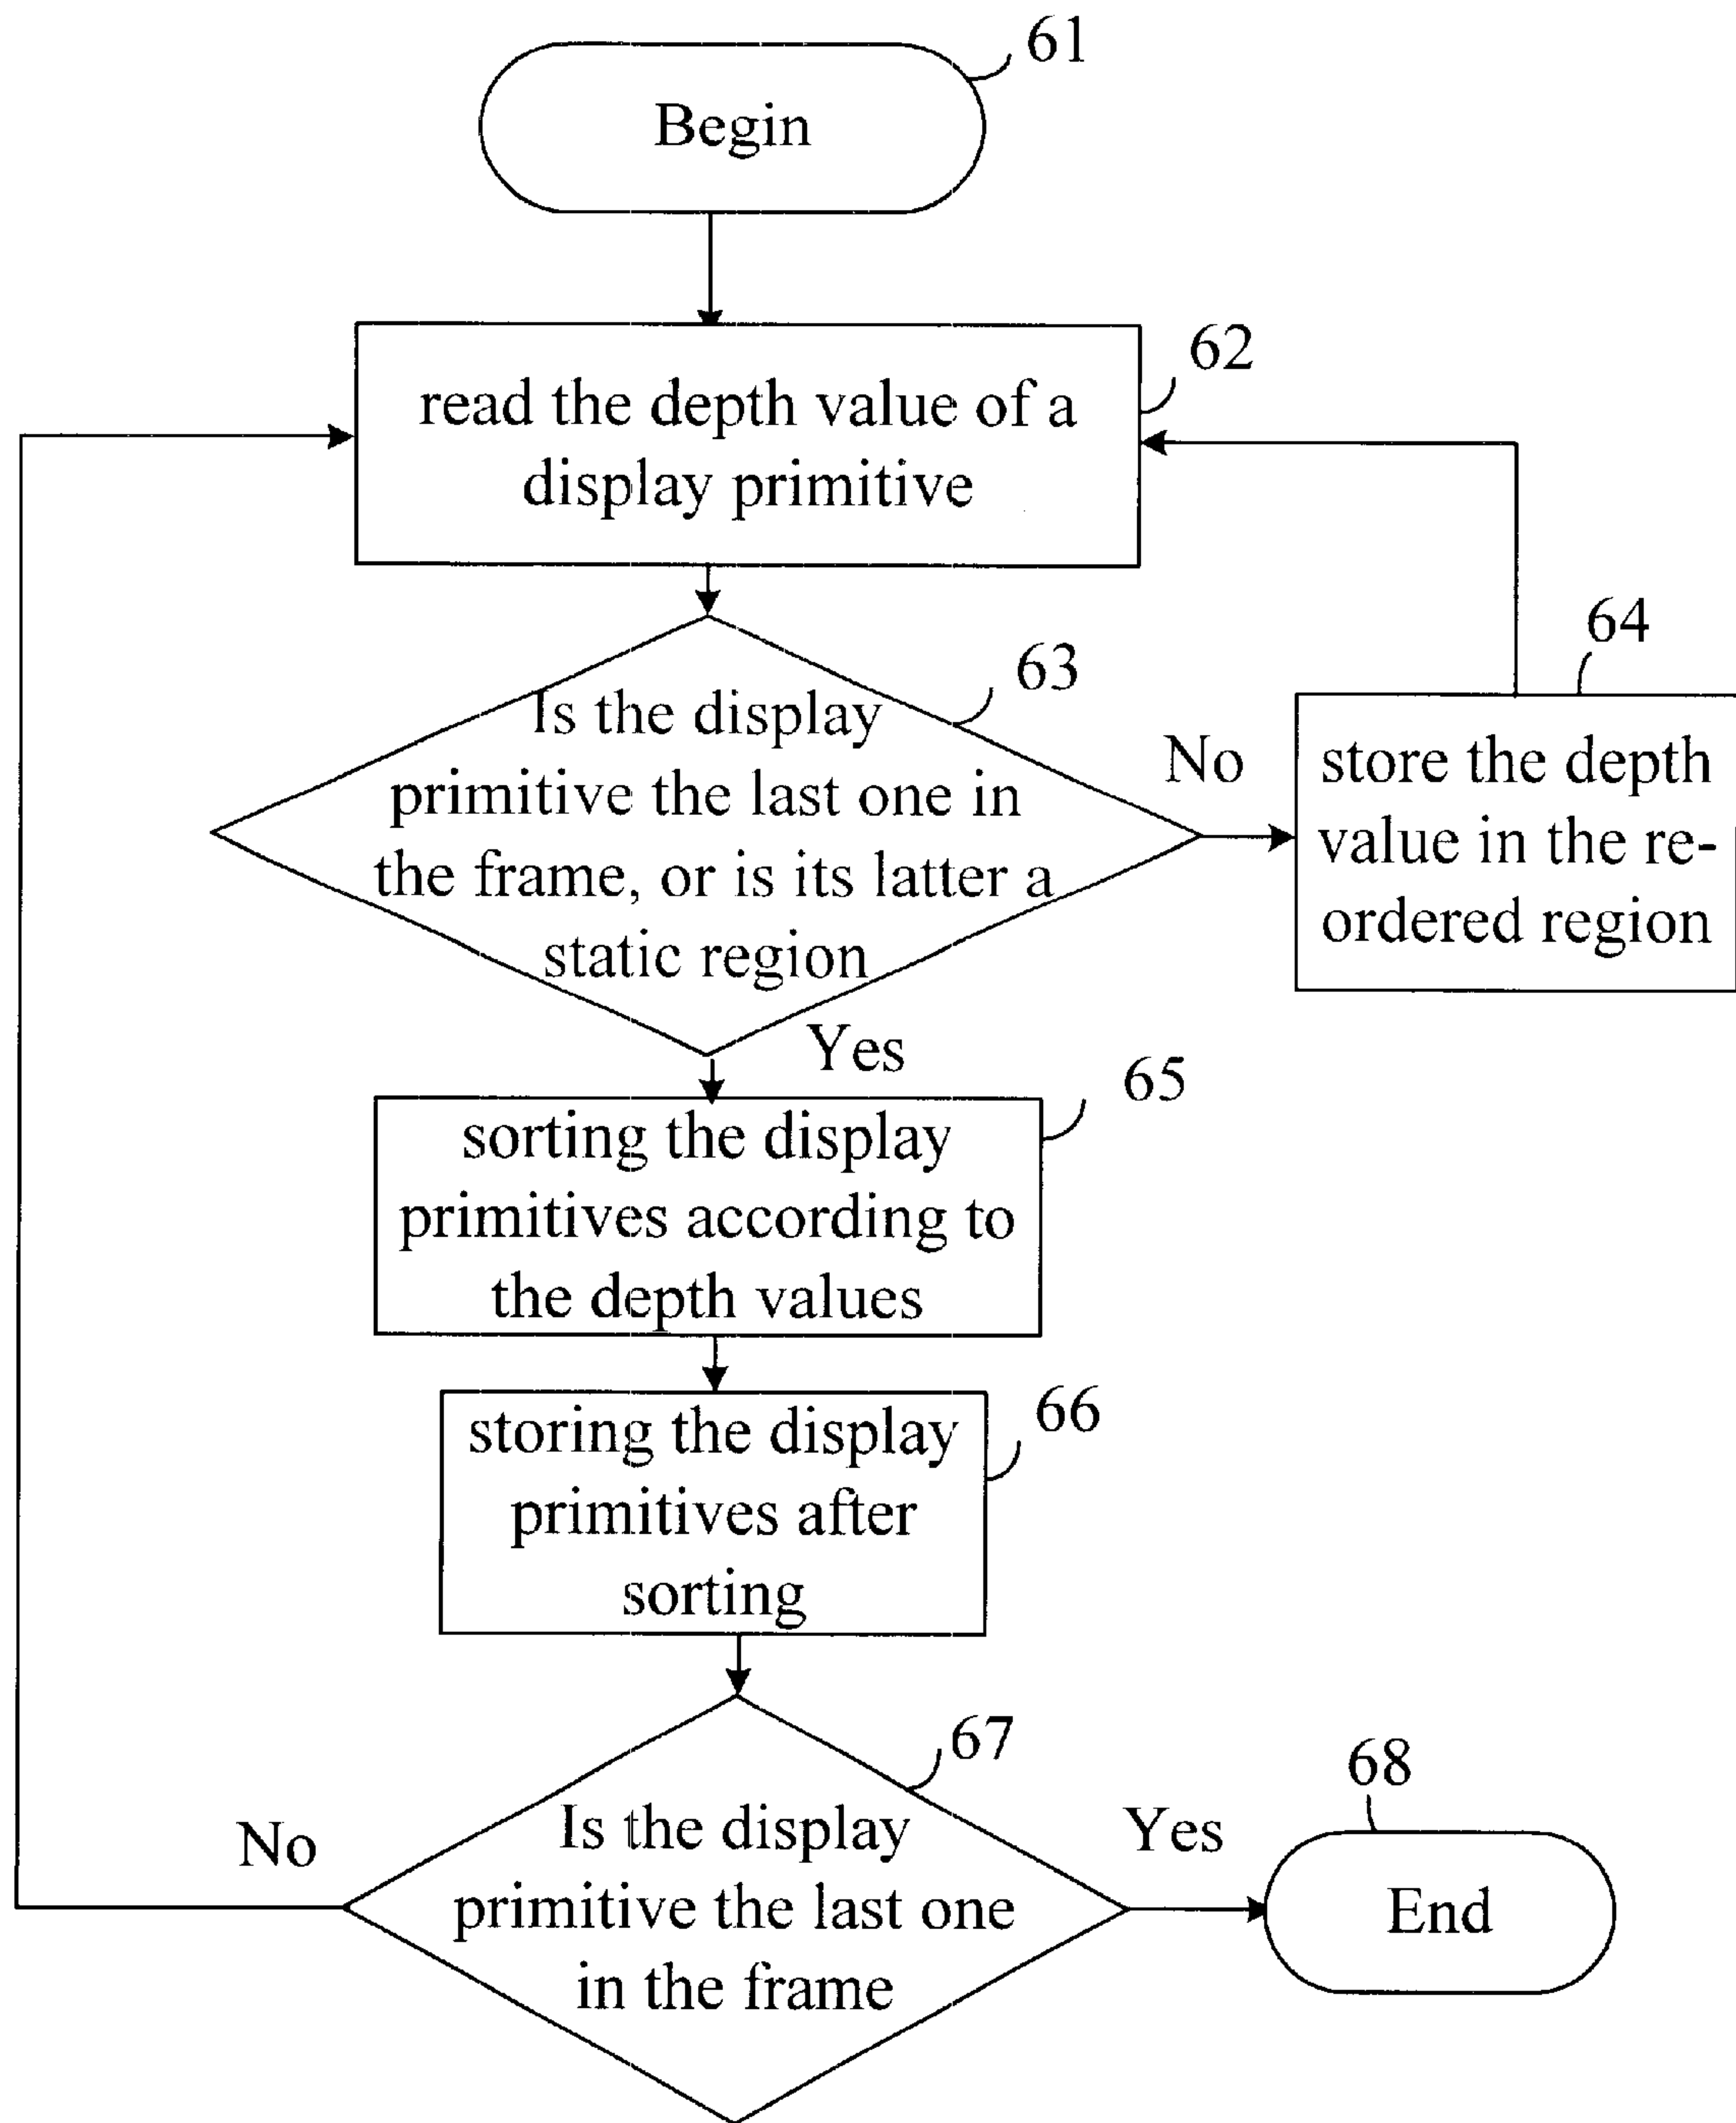 61
Begin
62
read the depth value of a
display primitive
63
Is the display
primitive the last one in
the frame, or is its latter a
static region
No
64
store the depth
value in the re-
ordered region
Yes
65
sorting the display
primitives according to
the depth values
66
storing the display
primitives after
sorting
67
Is the display
primitive the last one
in the frame
No
Yes
68
End